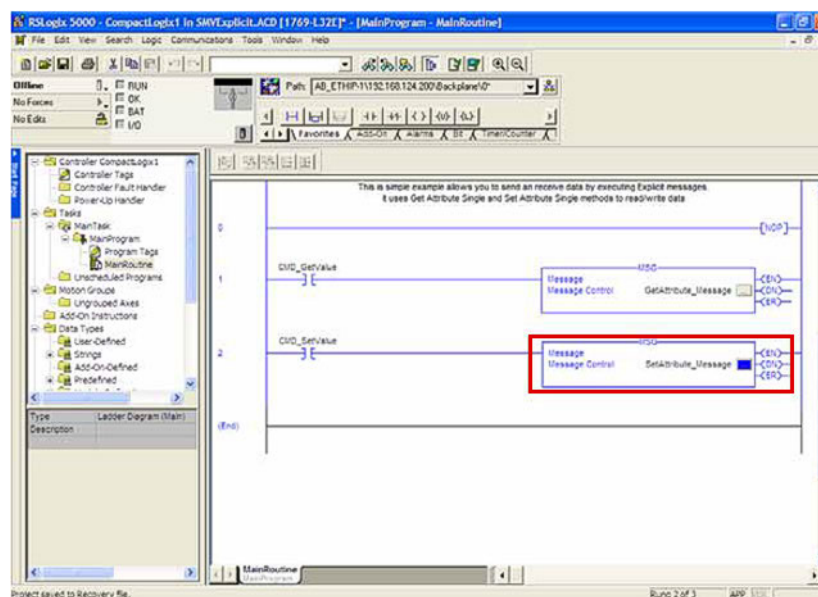 RSLogix 5000 - CompactLogix1 in SMVExplicit.ACD [1769-L32E]* - [MainProgram - MainRoutine]
File Edit View Search Logic Communications Tools Window Help
Offline
RUN
No Forces
OK
BAT
No Edits
I/O
Path: AB_ETHIP-1\192.168.124.200\Backplane\0*
Favorites Add-On Alarms Bit Timer/Counter
Start Page
Controller CompactLogix1
Controller Tags
Controller Fault Handler
Power-Up Handler
Tasks
MainTask
MainProgram
Program Tags
MainRoutine
Unscheduled Programs
Motion Groups
Ungrouped Axes
Add-On Instructions
Data Types
User-Defined
Strings
Add-On-Defined
Predefined
Type Ladder Diagram (Main)
Description
This is simple example allows you to send an receive data by executing Explicit messages.
It uses Get Attribute Single and Set Attribute Single methods to read/write data
0
NOP
CMD_GetValue
1
MSG
Message
Message Control GetAttribute_Message ...
EN
DN
ER
CMD_SetValue
2
MSG
Message
Message Control SetAttribute_Message
EN
DN
ER
(End)
MainRoutine
MainProgram
Project saved to Recovery file.
Rung 2 of 3 APP